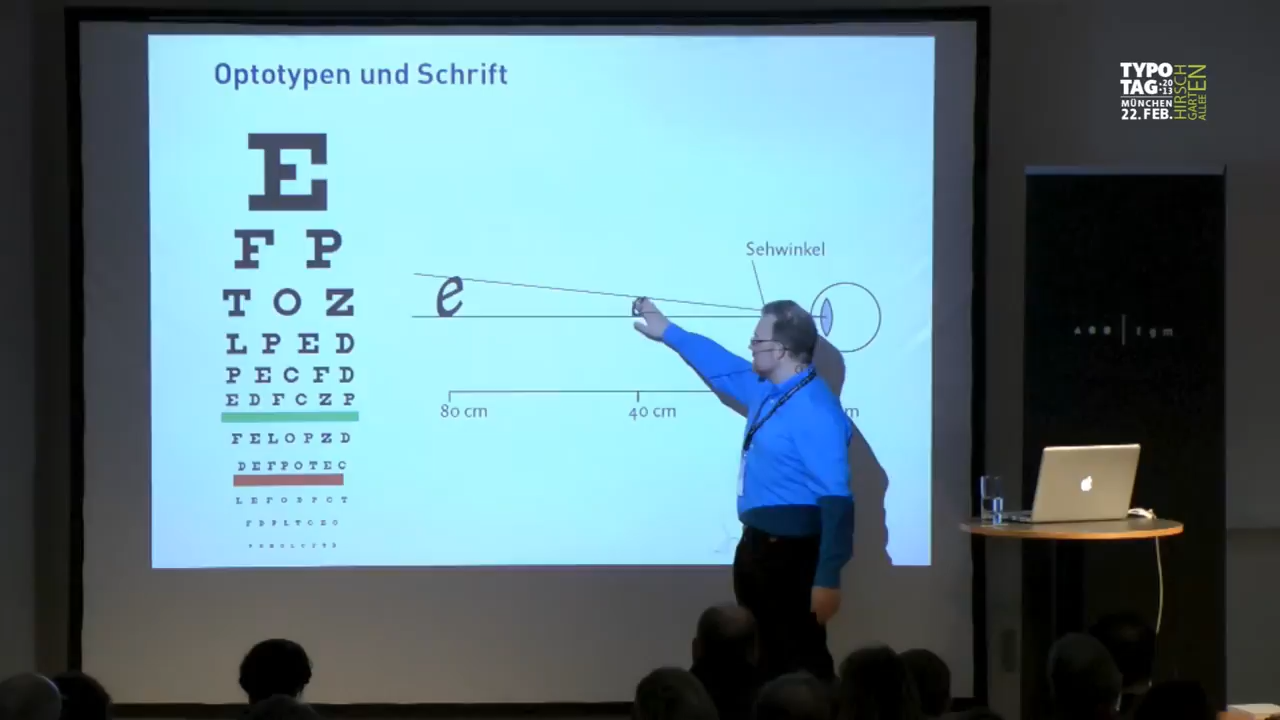 Optotypen und Schrift
E
F P
T O Z
L P E D
P E C F D
E D F C Z P
F E L O P Z D
D E F P O T E C
L E F O D P C T
F D P L T C E O
Sehwinkel
e
80 cm
40 cm
m
TYPO
TAG:2013
MÜNCHEN
22. FEB.
HIRSCH
GARTEN
ALLEE